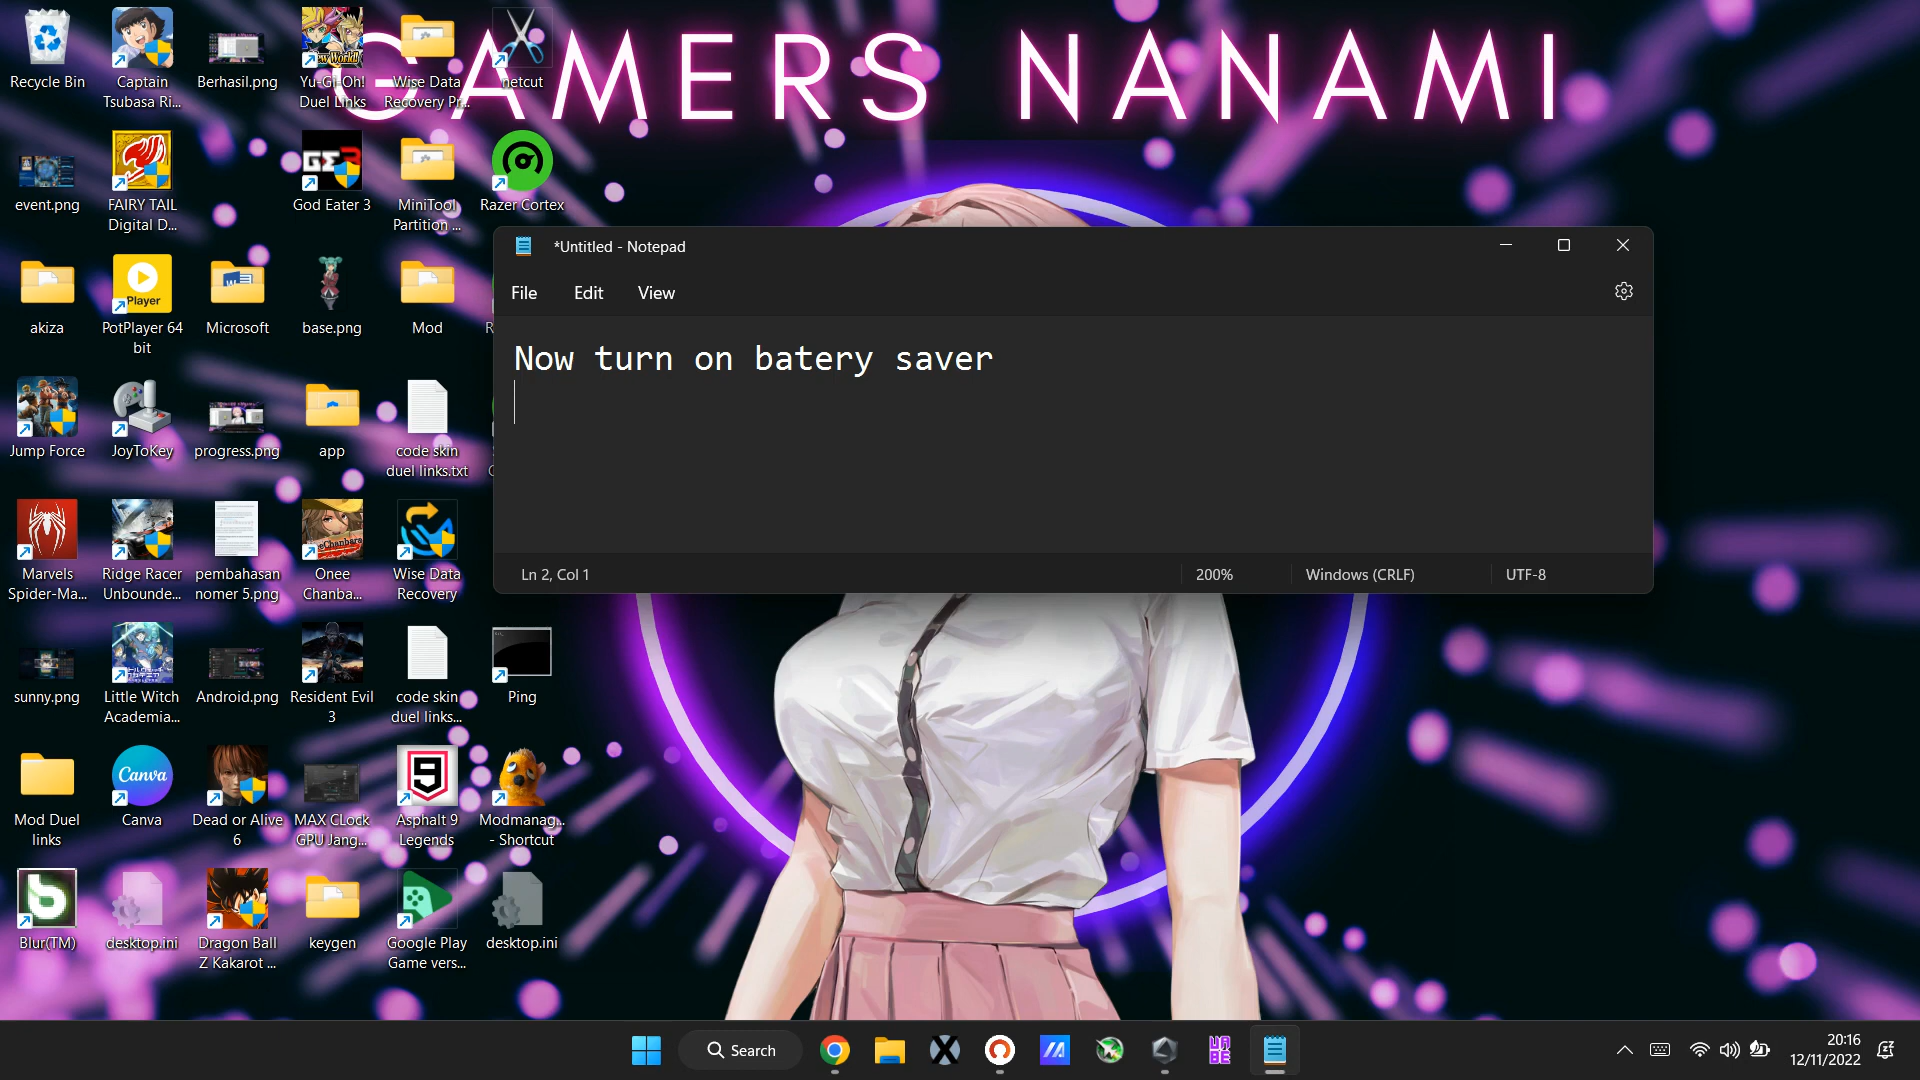 GAMERS NANAMI
Recycle Bin
Captain
Tsubasa Ri...
Berhasil.png
Yu-Gi-Oh!
Duel Links
Wise Data
Recovery Pr...
netcut
event.png
FAIRY TAIL
Digital D...
God Eater 3
MiniTool
Partition ...
Razer Cortex
akiza
PotPlayer 64
bit
Microsoft
base.png
Mod
Jump Force
JoyToKey
progress.png
app
code skin
duel links.txt
Marvels
Spider-Ma...
Ridge Racer
Unbounde...
pembahasan
nomer 5.png
Onee
Chanba...
Wise Data
Recovery
sunny.png
Little Witch
Academia...
Android.png
Resident Evil
3
code skin
duel links...
Ping
Mod Duel
links
Canva
Dead or Alive
6
MAX CLock
GPU Jang...
Asphalt 9
Legends
Modmanag...
- Shortcut
Blur(TM)
desktop.ini
Dragon Ball
Z Kakarot ...
keygen
Google Play
Game vers...
desktop.ini
*Untitled - Notepad
File Edit View
Now turn on batery saver
Ln 2, Col 1 200% Windows (CRLF) UTF-8
Search
20:16
12/11/2022